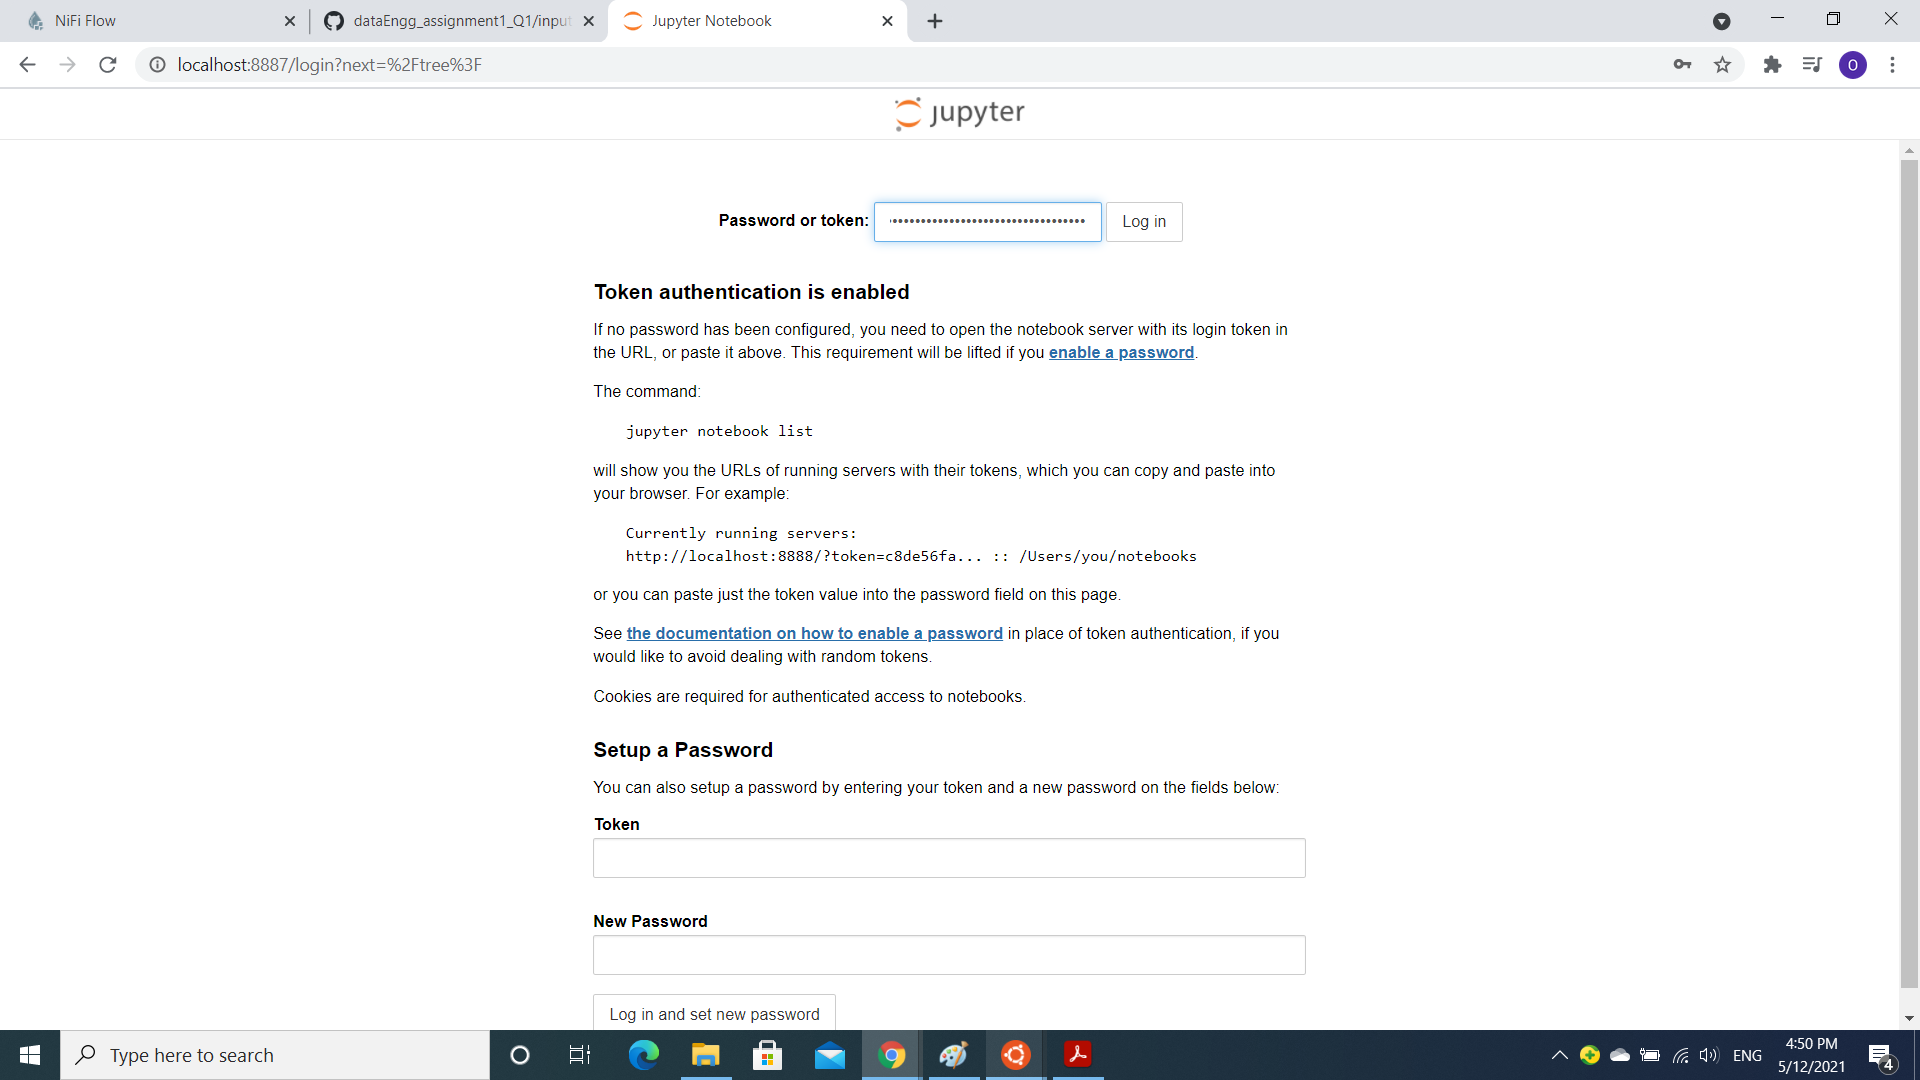 NiFi Flow
dataEngg_assignment1_Q1/input
Jupyter Notebook
localhost:8887/login?next=%2Ftree%3F
O
jupyter
Password or token:
Log in
Token authentication is enabled
If no password has been configured, you need to open the notebook server with its login token in
the URL, or paste it above. This requirement will be lifted if you enable a password.
The command:
jupyter notebook list
will show you the URLs of running servers with their tokens, which you can copy and paste into
your browser. For example:
Currently running servers:
http://localhost:8888/?token=c8de56fa... :: /Users/you/notebooks
or you can paste just the token value into the password field on this page.
See the documentation on how to enable a password in place of token authentication, if you
would like to avoid dealing with random tokens.
Cookies are required for authenticated access to notebooks.
Setup a Password
You can also setup a password by entering your token and a new password on the fields below:
Token
New Password
Log in and set new password
Type here to search
ENG
4:50 PM
5/12/2021
4